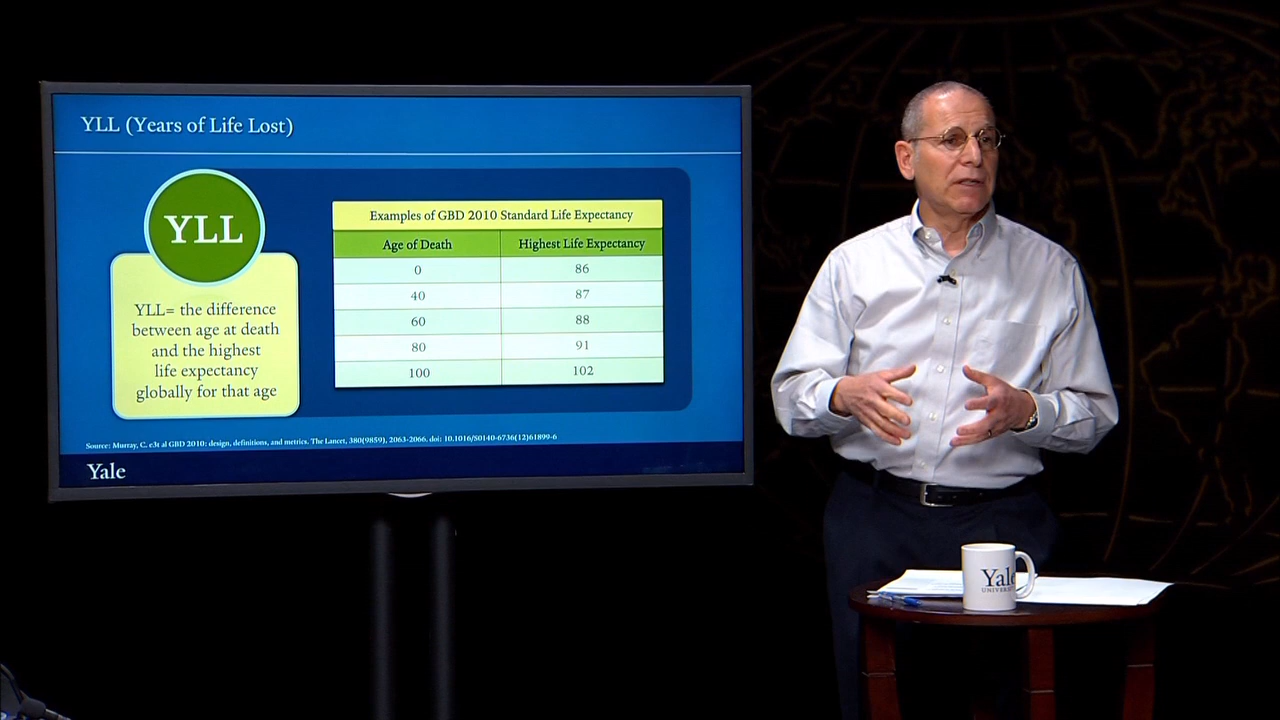 YLL (Years of Life Lost)
YLL
YLL= the difference
between age at death
and the highest
life expectancy
globally for that age
Examples of GBD 2010 Standard Life Expectancy
Age of Death Highest Life Expectancy
0 86
40 87
60 88
80 91
100 102
Source: Murray, C. e3t al GBD 2010: design, definitions, and metrics. The Lancet, 380(9859), 2063-2066. doi: 10.1016/S0140-6736(12)61899-6
Yale
Yale